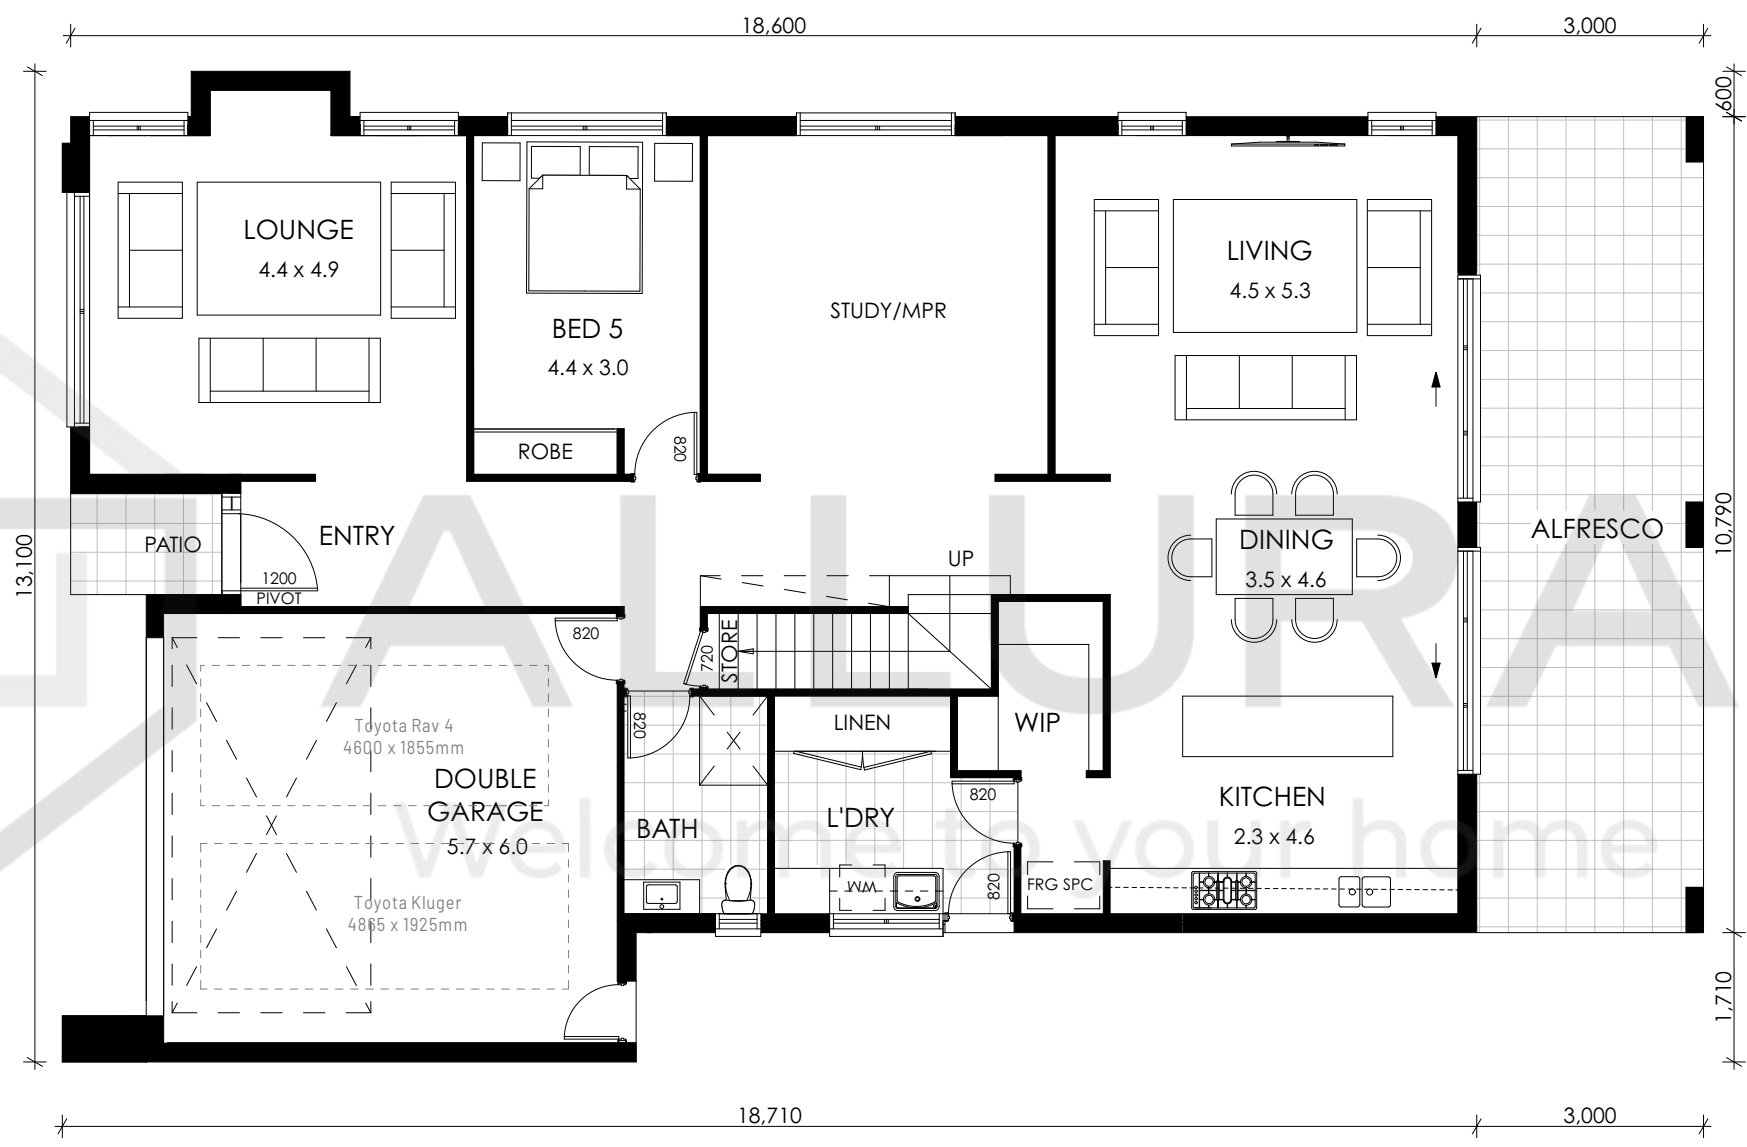 18,600
3,000
600
LOUNGE
4.4 x 4.9
LIVING
4.5 x 5.3
STUDY/MPR
BED 5
4.4 x 3.0
ROBE
820
13,100
10,790
PATIO
ENTRY
1200
PIVOT
UP
DINING
3.5 x 4.6
ALFRESCO
ALLURA
Welcome to your home
820
720
STORE
820
LINEN
WIP
Toyota Rav 4
4600 x 1855mm
DOUBLE
GARAGE
5.7 x 6.0
BATH
L'DRY
820
KITCHEN
2.3 x 4.6
Toyota Kluger
4865 x 1925mm
WM
820
FRG SPC
1,710
18,710
3,000